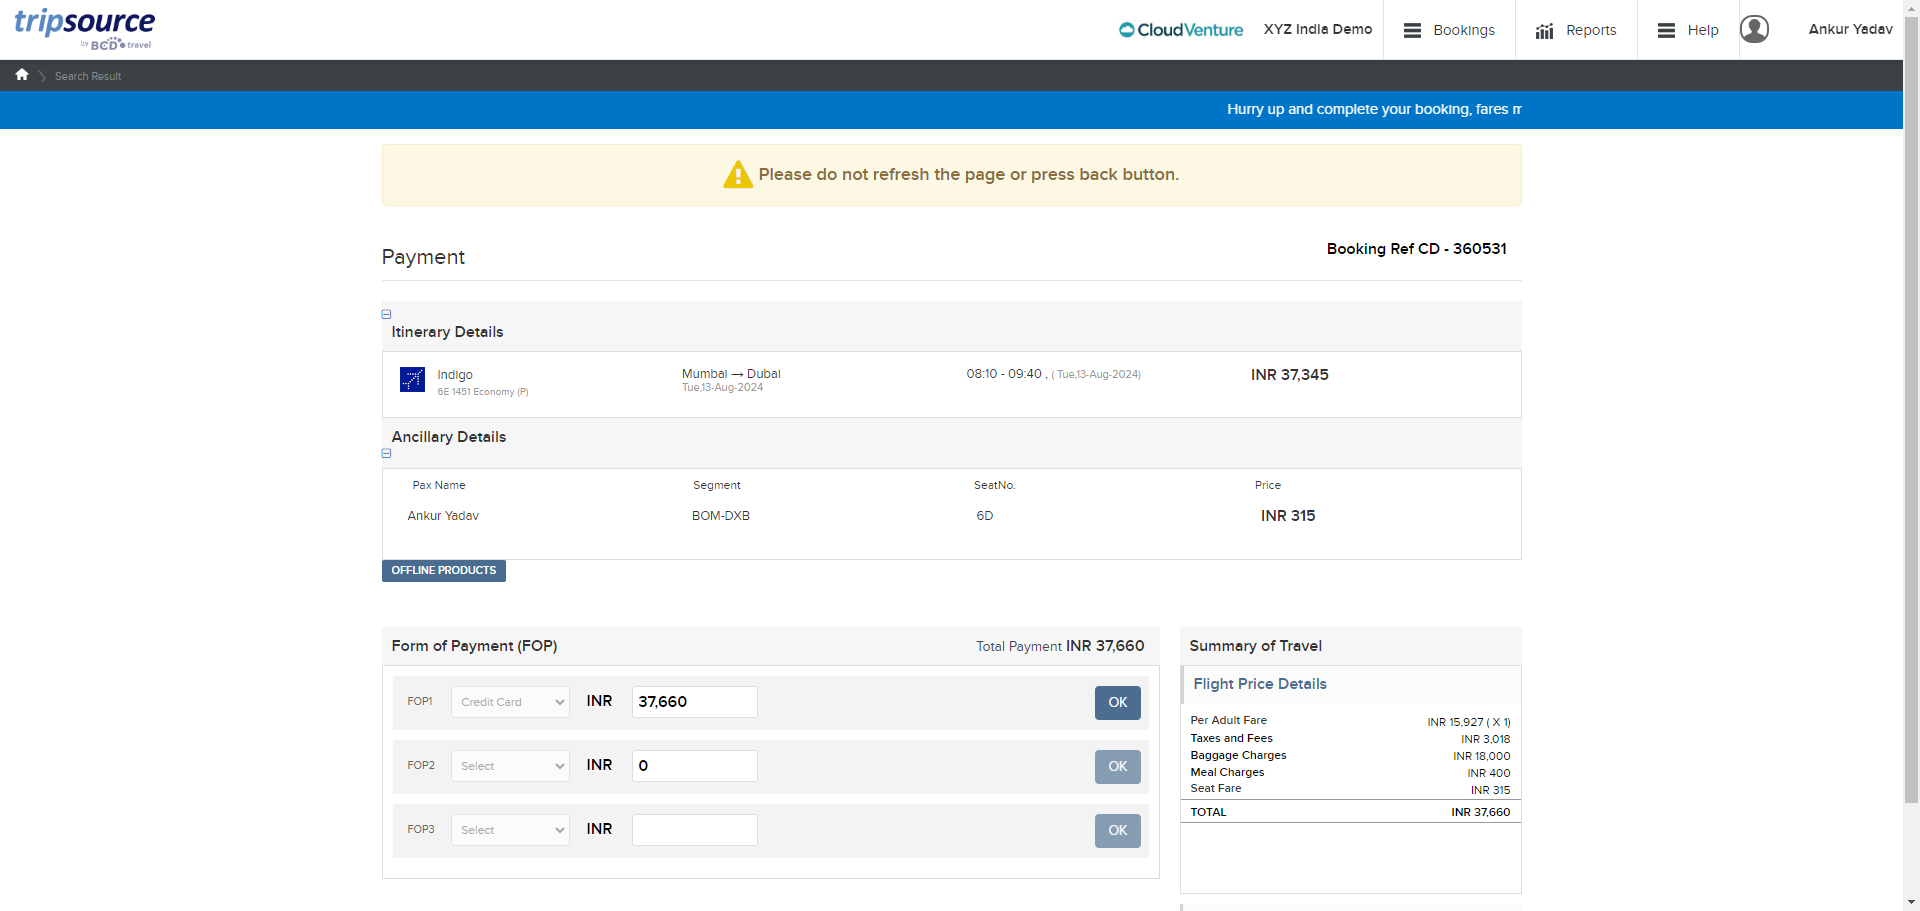 tripsource
by BCD travel
CloudVenture
XYZ India Demo
Bookings
Reports
Help
Ankur Yadav
Search Result
Hurry up and complete your booking, fares m
Please do not refresh the page or press back button.
Payment
Booking Ref CD - 360531
Itinerary Details
Indigo
6E 1451 Economy (P)
Mumbai → Dubai
Tue,13-Aug-2024
08:10 - 09:40 , ( Tue,13-Aug-2024)
INR 37,345
Ancillary Details
Pax Name Segment SeatNo. Price
Ankur Yadav BOM-DXB 6D INR 315
OFFLINE PRODUCTS
Form of Payment (FOP) Total Payment INR 37,660
FOP1 Credit Card INR 37,660 OK
FOP2 Select INR 0 OK
FOP3 Select INR OK
Summary of Travel
Flight Price Details
Per Adult Fare INR 15,927 ( X 1)
Taxes and Fees INR 3,018
Baggage Charges INR 18,000
Meal Charges INR 400
Seat Fare INR 315
TOTAL INR 37,660